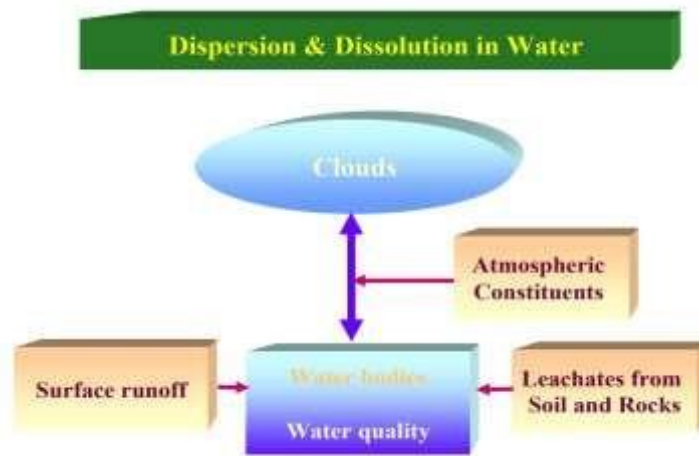 Dispersion & Dissolution in Water
Clouds
Atmospheric
Constituents
Surface runoff
Water bodies
Water quality
Leachates from
Soil and Rocks